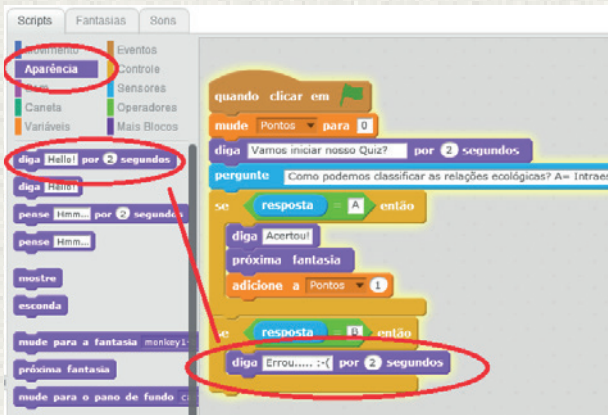 Scripts Fantasias Sons
Movimento Eventos
Aparência Controle
Som Sensores
Caneta Operadores
Variáveis Mais Blocos
diga Hello! por 2 segundos
diga Hello!
pense Hmm... por 2 segundos
pense Hmm...
mostre
esconda
mude para a fantasia monkey1
próxima fantasia
mude para o pano de fundo
quando clicar em
mude Pontos para 0
diga Vamos iniciar nosso Quiz? por 2 segundos
pergunte Como podemos classificar as relações ecológicas? A= Intraes
se resposta = A então
diga Acertou!
próxima fantasia
adicione a Pontos 1
se resposta = B então
diga Errou..... :-( por 2 segundos